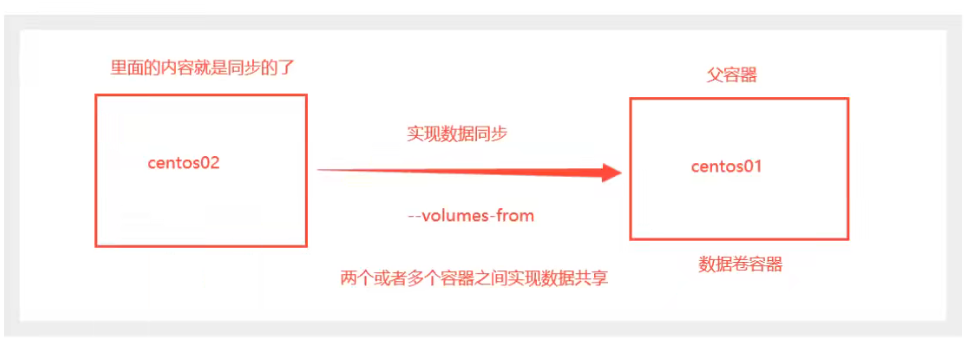 里面的内容就是同步的了
父容器
实现数据同步
centos02
centos01
--volumes-from
数据卷容器
两个或者多个容器之间实现数据共享